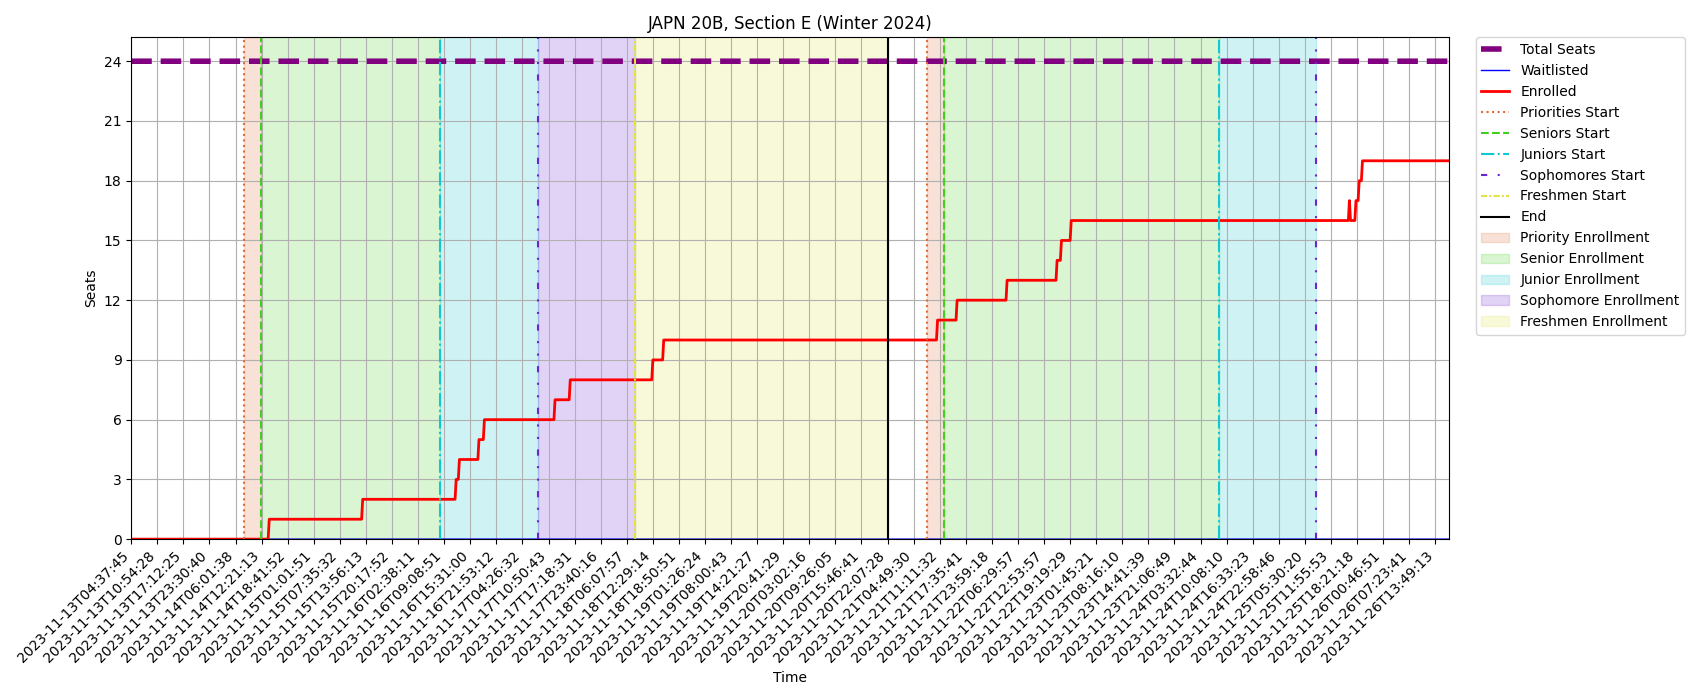 JAPN 20B, Section E (Winter 2024)
Seats
24
21
18
15
12
9
6
3
0
2023-11-13T04:37:45
2023-11-13T10:54:28
2023-11-13T17:12:25
2023-11-13T23:30:40
2023-11-14T06:01:38
2023-11-14T12:21:13
2023-11-14T18:41:52
2023-11-15T01:01:51
2023-11-15T07:35:32
2023-11-15T13:56:13
2023-11-15T20:17:52
2023-11-16T02:38:11
2023-11-16T09:08:51
2023-11-16T15:31:00
2023-11-16T21:53:12
2023-11-17T04:26:32
2023-11-17T10:50:43
2023-11-17T17:18:31
2023-11-17T23:40:16
2023-11-18T06:07:57
2023-11-18T12:29:14
2023-11-18T18:50:51
2023-11-19T01:26:24
2023-11-19T08:00:43
2023-11-19T14:21:27
2023-11-19T20:41:29
2023-11-20T03:02:16
2023-11-20T09:26:05
2023-11-20T15:46:41
2023-11-20T22:07:28
2023-11-21T04:49:30
2023-11-21T11:11:32
2023-11-21T17:35:41
2023-11-21T23:59:18
2023-11-22T06:29:57
2023-11-22T12:53:57
2023-11-22T19:19:29
2023-11-23T01:45:21
2023-11-23T08:16:10
2023-11-23T14:41:39
2023-11-23T21:06:49
2023-11-24T03:32:44
2023-11-24T10:08:10
2023-11-24T16:33:23
2023-11-24T22:58:46
2023-11-25T05:30:20
2023-11-25T11:55:53
2023-11-25T18:21:18
2023-11-26T00:46:51
2023-11-26T07:23:41
2023-11-26T13:49:13
Time
Total Seats
Waitlisted
Enrolled
Priorities Start
Seniors Start
Juniors Start
Sophomores Start
Freshmen Start
End
Priority Enrollment
Senior Enrollment
Junior Enrollment
Sophomore Enrollment
Freshmen Enrollment